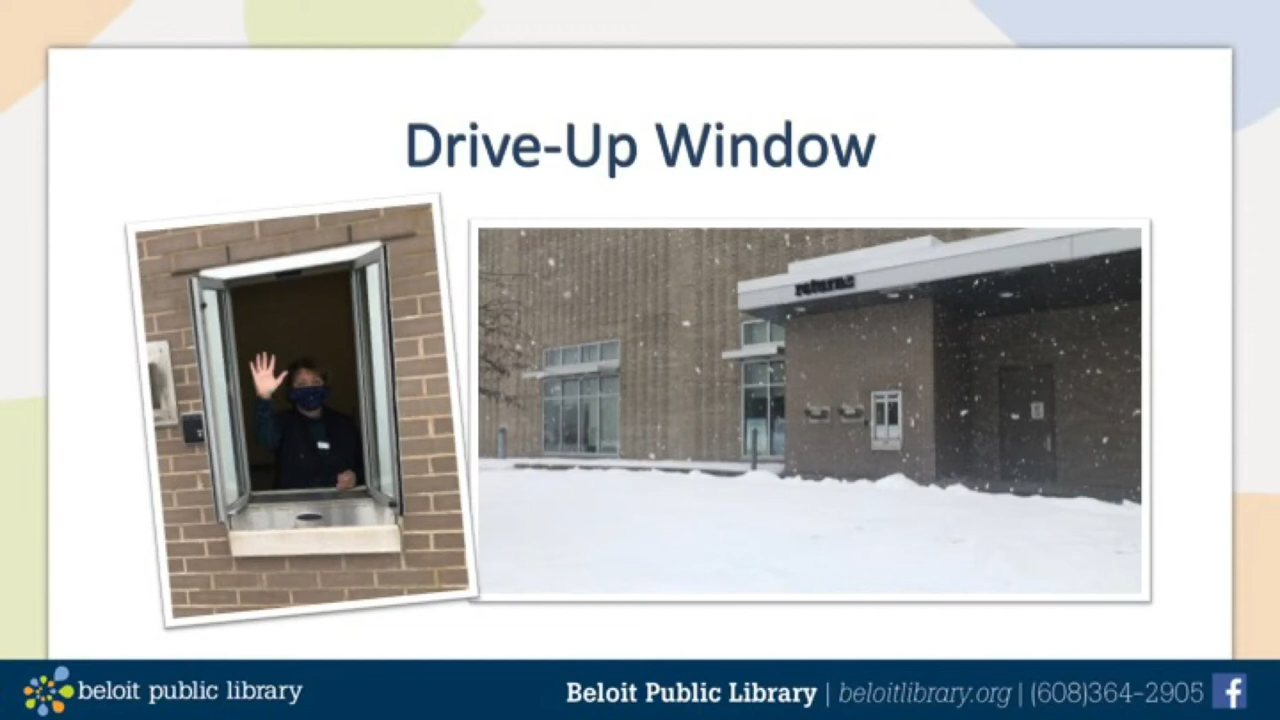 Drive-Up Window
returns
beloit public library
Beloit Public Library | beloitlibrary.org | (608)364-2905